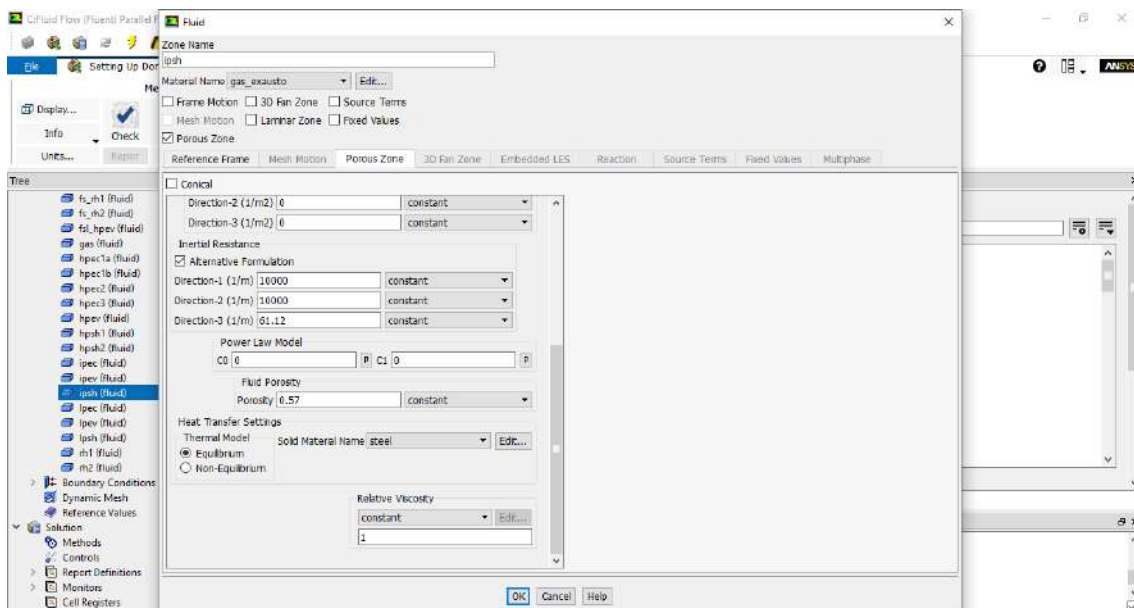 C:Fluid Flow (Fluent) Parallel F
Fluid
Zone Name
ipsh
File
Setting Up Dom
ANSYS
Material Name gas_exausto
Edit...
Me
Frame Motion
3D Fan Zone
Source Terms
Display...
Mesh Motion
Laminar Zone
Fixed Values
Info
Check
Porous Zone
Units...
Repair
Reference Frame
Mesh Motion
Porous Zone
3D Fan Zone
Embedded LES
Reaction
Source Terms
Fixed Values
Multiphase
Tree
Conical
fs_rh1 (fluid)
fs_rh2 (fluid)
fsl_hpev (fluid)
gas (fluid)
hpec1a (fluid)
hpec1b (fluid)
hpec2 (fluid)
hpec3 (fluid)
hpev (fluid)
hpsh1 (fluid)
hpsh2 (fluid)
ipec (fluid)
ipev (fluid)
ipsh (fluid)
lpec (fluid)
lpev (fluid)
lpsh (fluid)
rh1 (fluid)
rh2 (fluid)
Boundary Conditions
Dynamic Mesh
Reference Values
Solution
Methods
Controls
Report Definitions
Monitors
Cell Registers
Direction-2 (1/m2) 0 constant
Direction-3 (1/m2) 0 constant
Inertial Resistance
Alternative Formulation
Direction-1 (1/m) 10000 constant
Direction-2 (1/m) 10000 constant
Direction-3 (1/m) 61.12 constant
Power Law Model
C0 0 P C1 0 P
Fluid Porosity
Porosity 0.57 constant
Heat Transfer Settings
Thermal Model
Solid Material Name steel Edit...
Equilibrium
Non-Equilibrium
Relative Viscosity
constant Edit...
1
OK Cancel Help